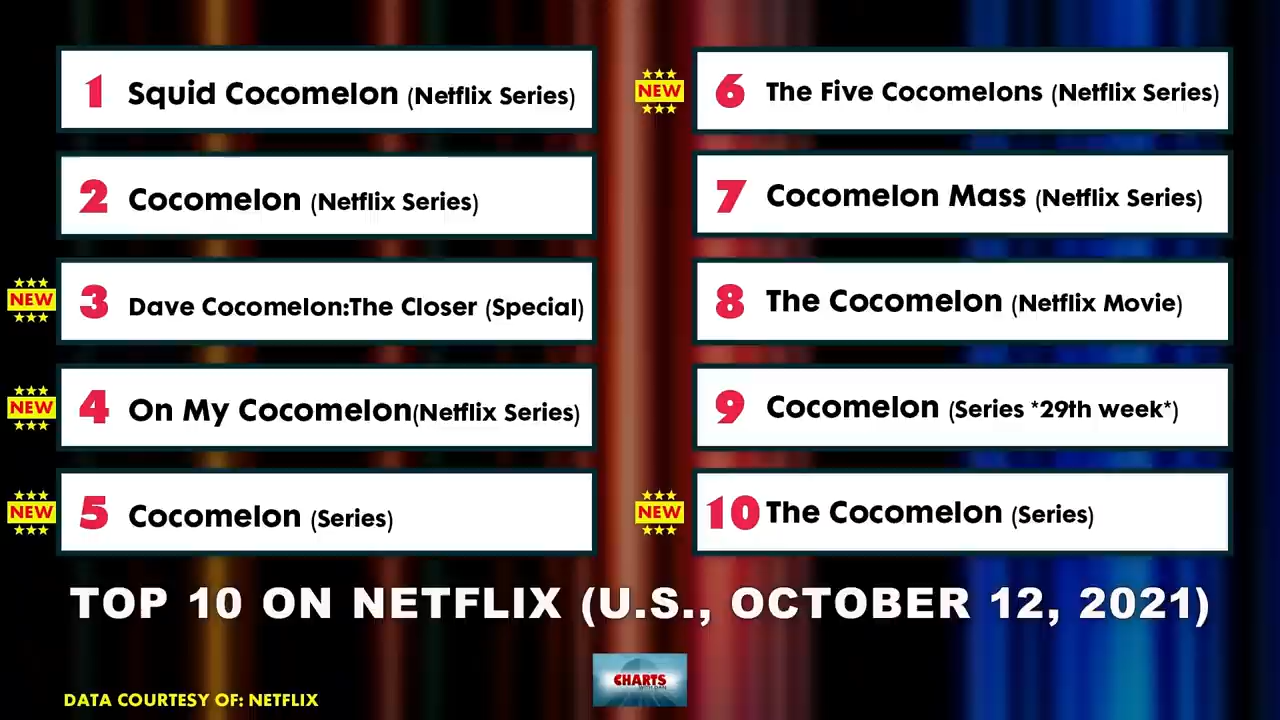 1 Squid Cocomelon (Netflix Series)
2 Cocomelon (Netflix Series)
NEW 3 Dave Cocomelon:The Closer (Special)
NEW 4 On My Cocomelon(Netflix Series)
NEW 5 Cocomelon (Series)
NEW 6 The Five Cocomelons (Netflix Series)
7 Cocomelon Mass (Netflix Series)
8 The Cocomelon (Netflix Movie)
9 Cocomelon (Series *29th week*)
NEW 10 The Cocomelon (Series)
TOP 10 ON NETFLIX (U.S., OCTOBER 12, 2021)
CHARTS
WITH DAN
DATA COURTESY OF: NETFLIX